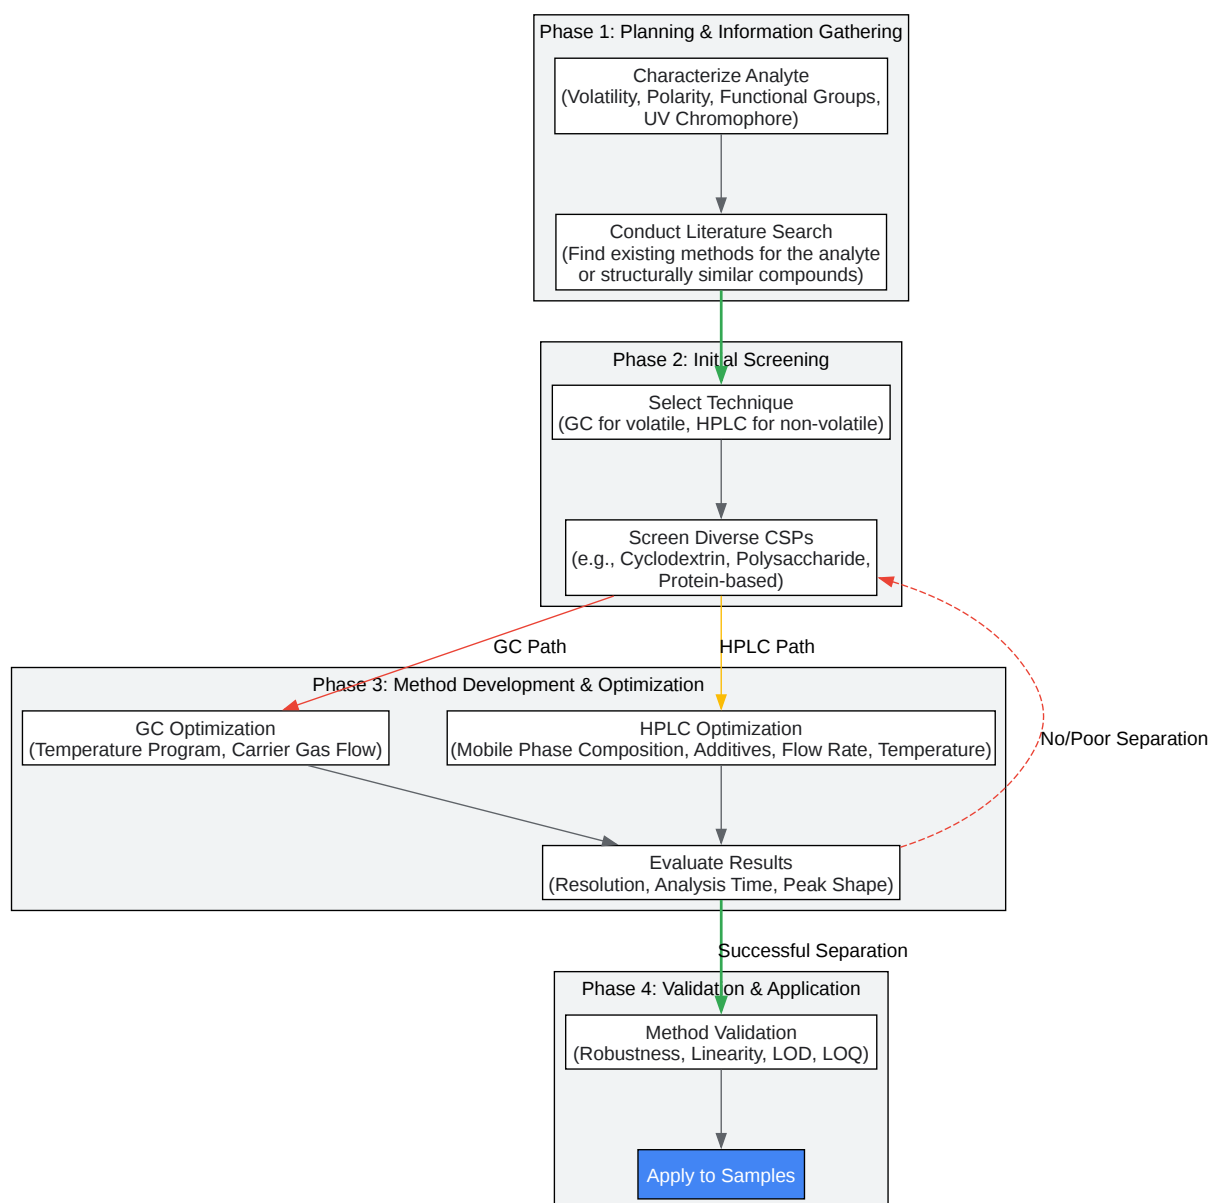 Phase 1: Planning & Information Gathering
Characterize Analyte
(Volatility, Polarity, Functional Groups,
UV Chromophore)
Conduct Literature Search
(Find existing methods for the analyte
or structurally similar compounds)
Phase 2: Initial Screening
Select Technique
(GC for volatile, HPLC for non-volatile)
Screen Diverse CSPs
(e.g., Cyclodextrin, Polysaccharide,
Protein-based)
GC Path
HPLC Path
Phase 3: Method Development & Optimization
GC Optimization
(Temperature Program, Carrier Gas Flow)
HPLC Optimization
(Mobile Phase Composition, Additives, Flow Rate, Temperature)
No/Poor Separation
Evaluate Results
(Resolution, Analysis Time, Peak Shape)
Successful Separation
Phase 4: Validation & Application
Method Validation
(Robustness, Linearity, LOD, LOQ)
Apply to Samples